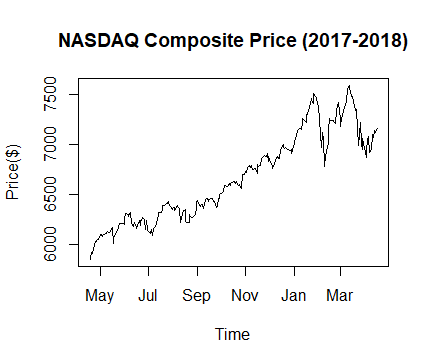 NASDAQ Composite Price (2017-2018)
Price($)
7500
7000
6500
6000
May Jul Sep Nov Jan Mar
Time